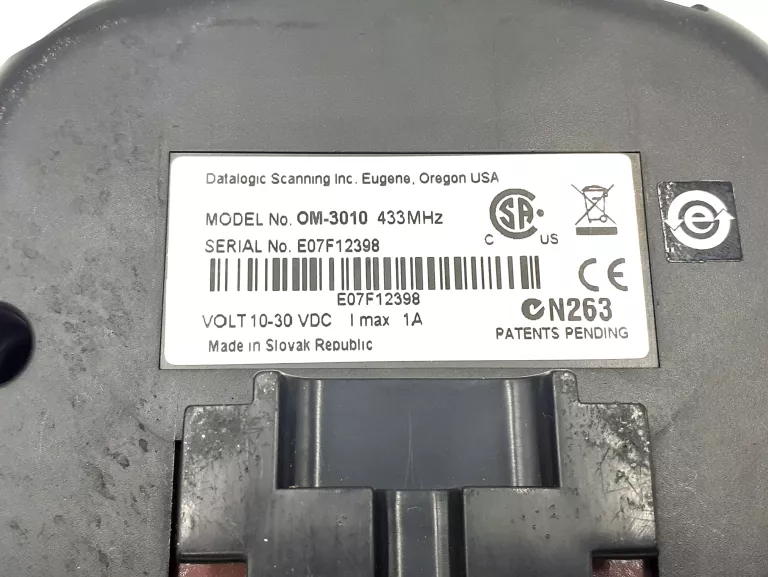 Datalogic Scanning Inc. Eugene, Oregon USA
MODEL No. OM-3010 433MHz
SERIAL No. E07F12398
CSA
C US
E07F12398
CE
VOLT 10-30 VDC I max 1A
N263
PATENTS PENDING
Made in Slovak Republic
e